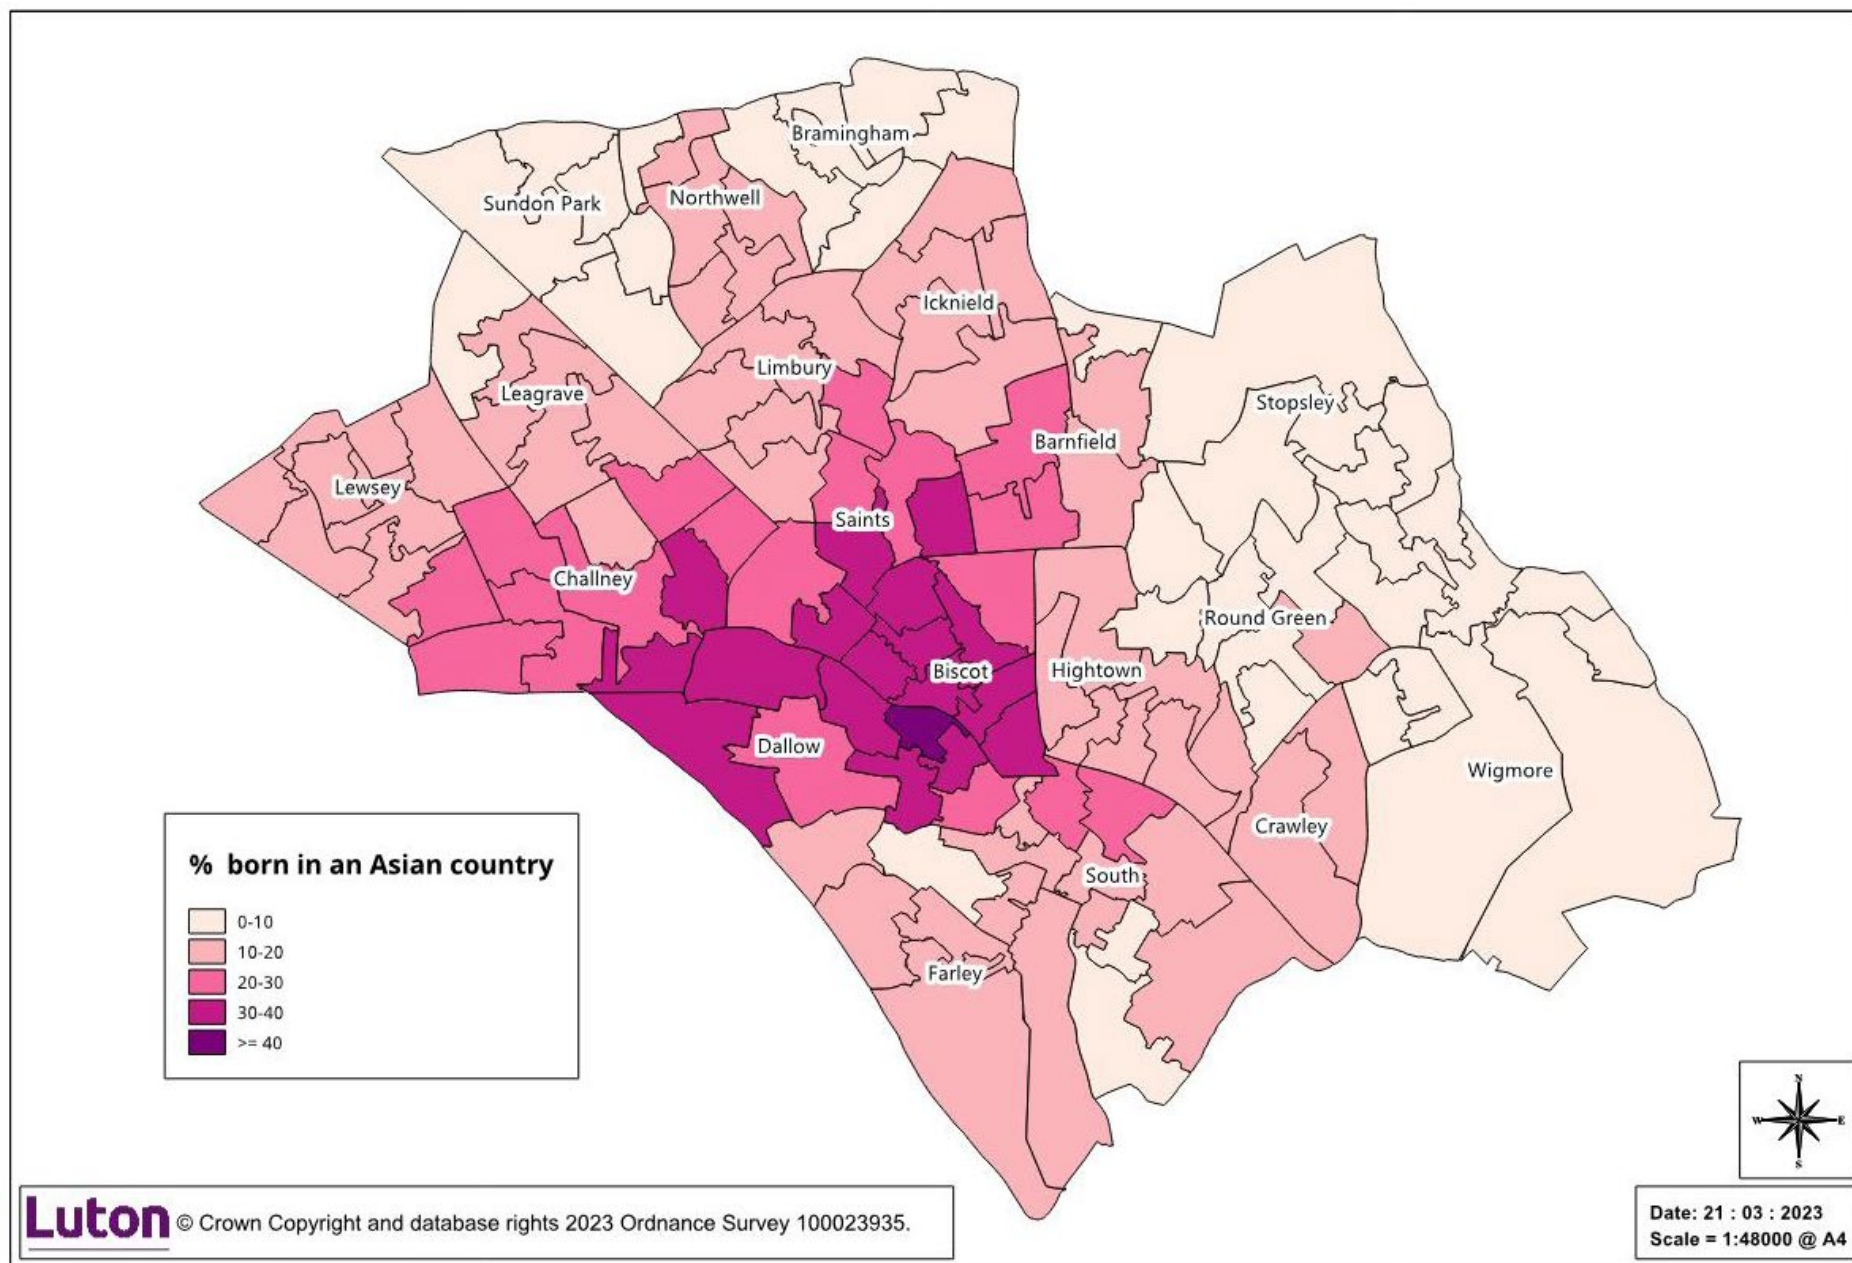 Bramingham
Sundon Park
Northwell
Icknield
Limbury
Leagrave
Stopsley
Barnfield
Lewsey
Saints
Challney
Round Green
Biscot
Hightown
Dallow
Wigmore
Crawley
South
Farley
% born in an Asian country
0-10
10-20
20-30
30-40
>= 40
N
W E
S
Luton © Crown Copyright and database rights 2023 Ordnance Survey 100023935.
Date: 21 : 03 : 2023
Scale = 1:48000 @ A4